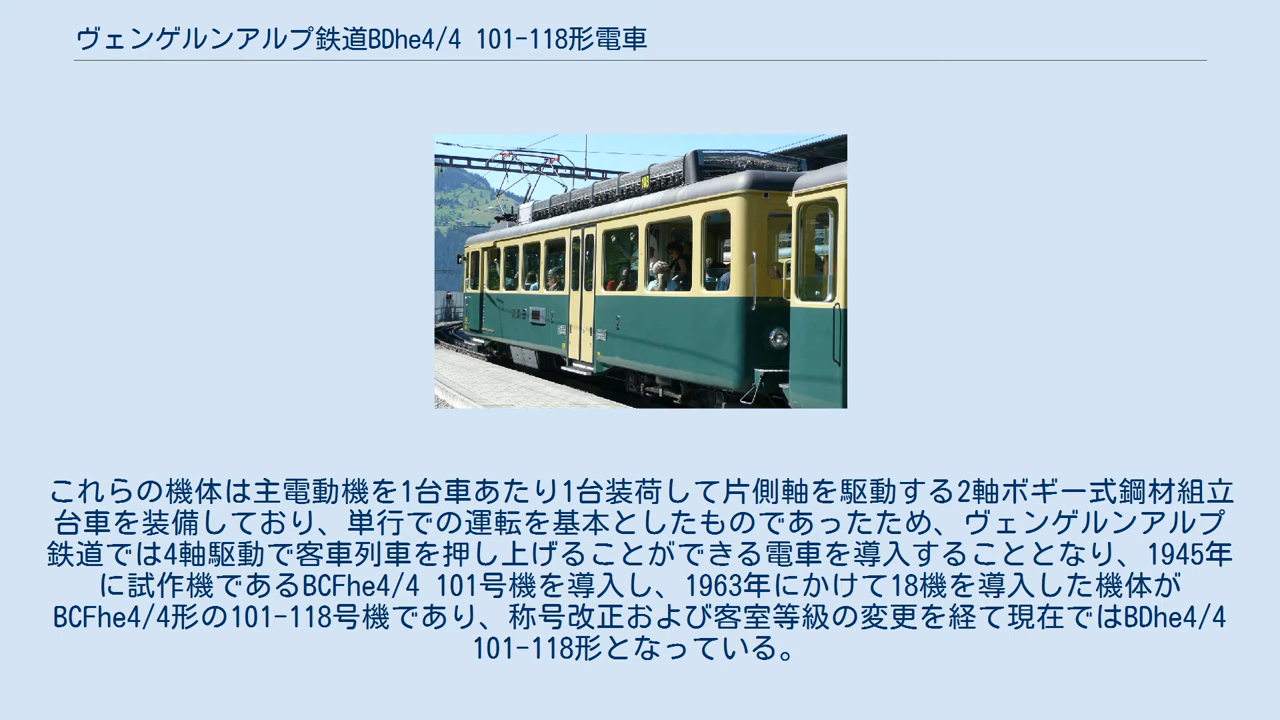 ヴェンゲルンアルプ鉄道BDhe4/4 101-118形電車
これらの機体は主電動機を1台車あたり1台装荷して片側軸を駆動する2軸ボギー式鋼材組立
台車を装備しており、単行での運転を基本としたものであったため、ヴェンゲルンアルプ
鉄道では4軸駆動で客車列車を押し上げることができる電車を導入することとなり、1945年
に試作機であるBCFhe4/4 101号機を導入し、1963年にかけて18機を導入した機体が
BCFhe4/4形の101-118号機であり、称号改正および客室等級の変更を経て現在ではBDhe4/4
101-118形となっている。